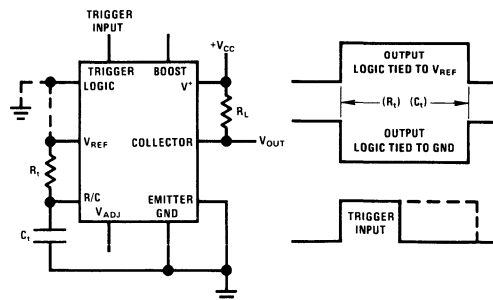 TRIGGER
INPUT
+VCC
TRIGGER
LOGIC
BOOST
V+
RL
VREF
COLLECTOR
VOUT
Rt
R/C
EMITTER
GND
VADJ
Ct
OUTPUT
LOGIC TIED TO VREF
(Rt) (Ct)
OUTPUT
LOGIC TIED TO GND
TRIGGER
INPUT